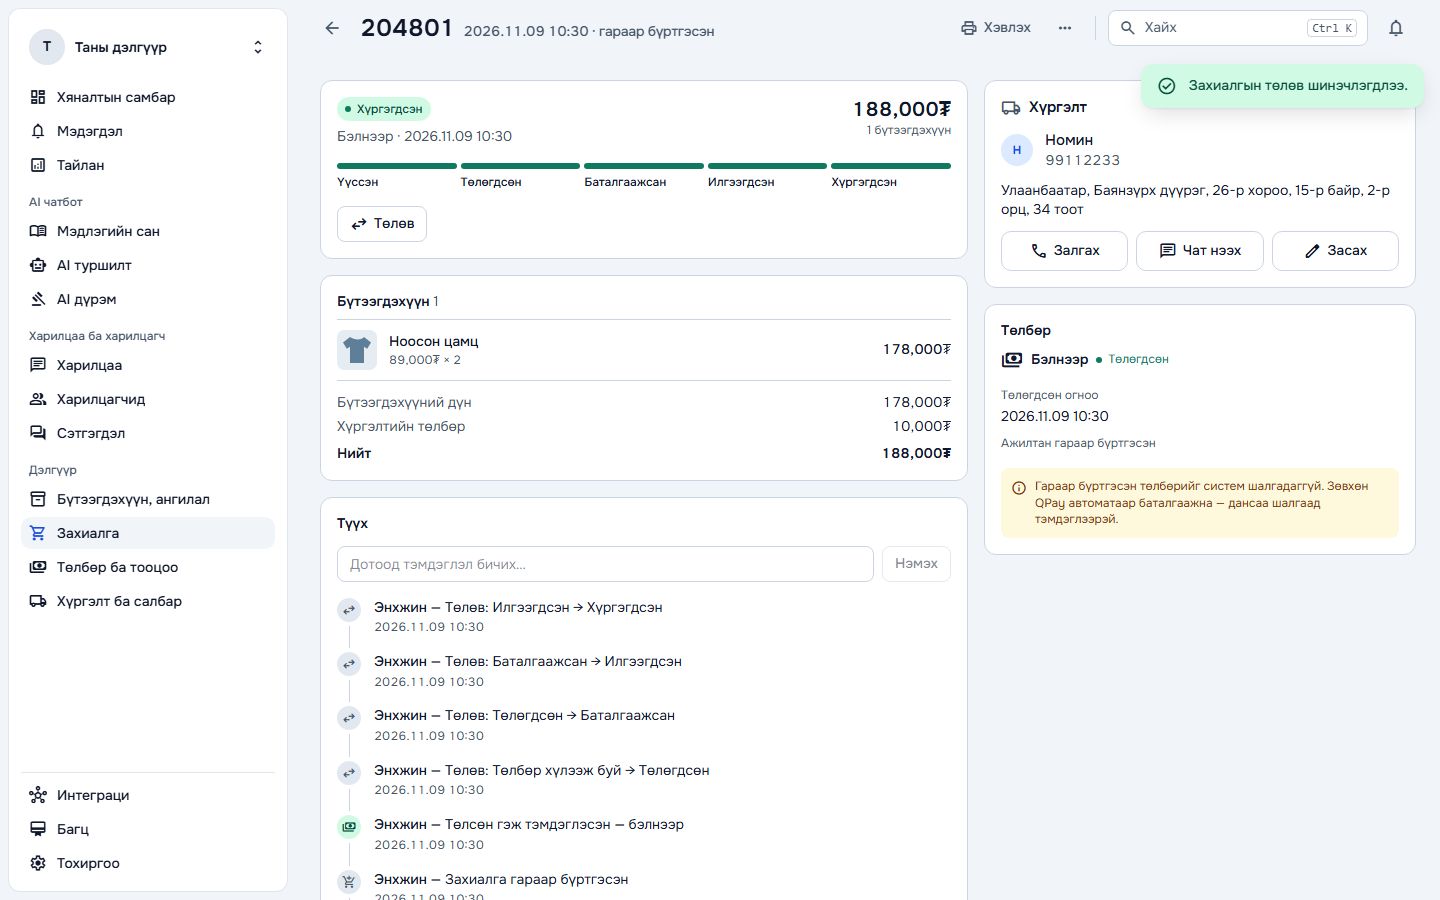 Т
Таны дэлгүүр
Хяналтын самбар
Мэдэгдэл
Тайлан
AI чатбот
Мэдлэгийн сан
AI туршилт
AI дүрэм
Харилцаа ба харилцагч
Харилцаа
Харилцагчид
Сэтгэгдэл
Дэлгүүр
Бүтээгдэхүүн, ангилал
Захиалга
Төлбөр ба тооцоо
Хүргэлт ба салбар
Интеграци
Багц
Тохиргоо
204801 2026.11.09 10:30 · гараар бүртгэсэн
Хэвлэх
Хайх
Ctrl K
Захиалгын төлөв шинэчлэгдлээ.
Хүргэгдсэн
188,000₮
Бэлнээр · 2026.11.09 10:30
1 бүтээгдэхүүн
Үүссэн Төлөгдсөн Баталгаажсан Илгээгдсэн Хүргэгдсэн
Төлөв
Бүтээгдэхүүн 1
Ноосон цамц
89,000₮ × 2
178,000₮
Бүтээгдэхүүний дүн 178,000₮
Хүргэлтийн төлбөр 10,000₮
Нийт 188,000₮
Түүх
Дотоод тэмдэглэл бичих...
Нэмэх
Энхжин — Төлөв: Илгээгдсэн → Хүргэгдсэн
2026.11.09 10:30
Энхжин — Төлөв: Баталгаажсан → Илгээгдсэн
2026.11.09 10:30
Энхжин — Төлөв: Төлөгдсөн → Баталгаажсан
2026.11.09 10:30
Энхжин — Төлөв: Төлбөр хүлээж буй → Төлөгдсөн
2026.11.09 10:30
Энхжин — Төлсөн гэж тэмдэглэсэн — бэлнээр
2026.11.09 10:30
Энхжин — Захиалга гараар бүртгэсэн
2026.11.09 10:30
Хүргэлт
Н
Номин
99112233
Улаанбаатар, Баянзүрх дүүрэг, 26-р хороо, 15-р байр, 2-р
орц, 34 тоот
Залгах
Чат нээх
Засах
Төлбөр
Бэлнээр Төлөгдсөн
Төлөгдсөн огноо
2026.11.09 10:30
Ажилтан гараар бүртгэсэн
Гараар бүртгэсэн төлбөрийг систем шалгадаггүй. Зөвхөн
QPay автоматаар баталгаажна — дансаа шалгаад
тэмдэглээрэй.